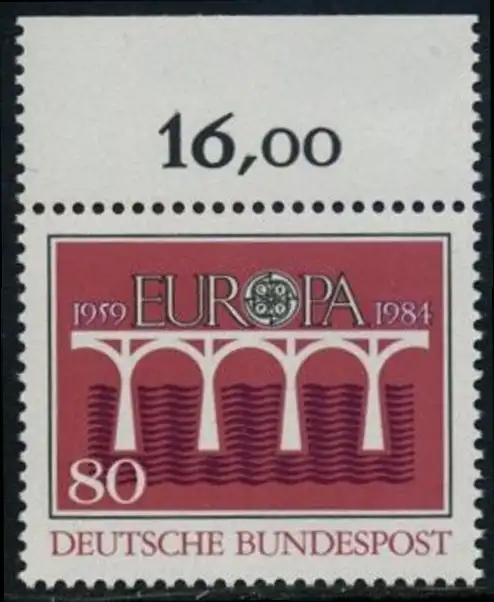 16,00
1959 EUROPA 1984
80
DEUTSCHE BUNDESPOST